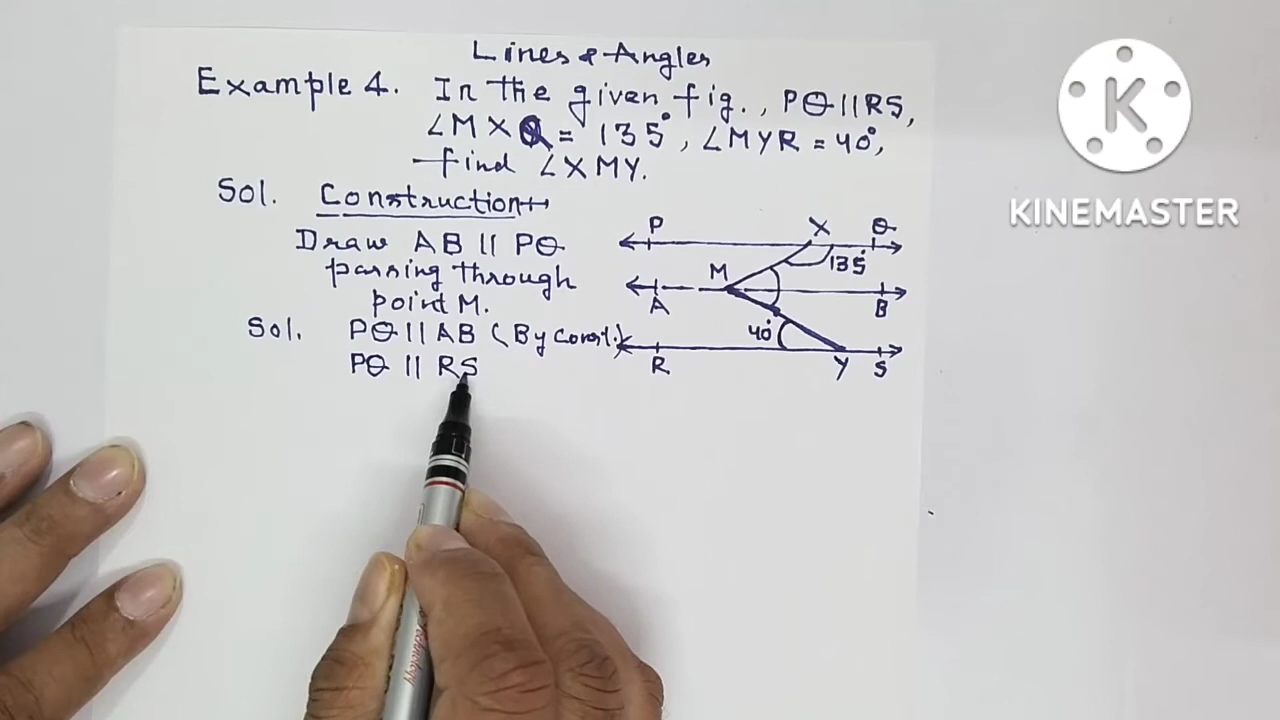 Lines & Angles
Example 4. In the given fig., PQ || RS,
∠MXQ = 135°, ∠MYR = 40°,
find ∠XMY.
Sol. Construction
Draw AB || PQ
passing through
point M.
Sol. PQ || AB (By Const.)
PQ || RS
P X Q
135°
M
A B
40°
R Y S
K
KINEMASTER